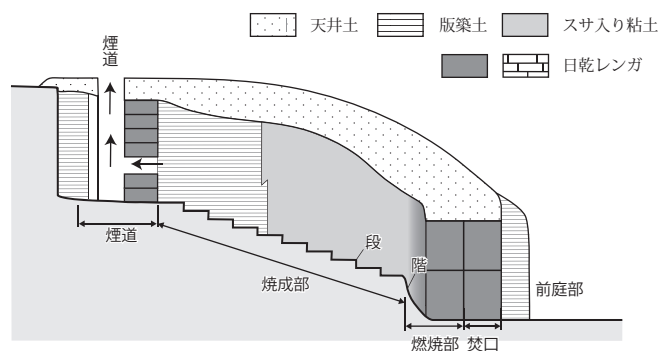 天井土 版築土 スサ入り粘土
日乾レンガ
煙道
煙道
段
階
焼成部
前庭部
燃焼部 焚口